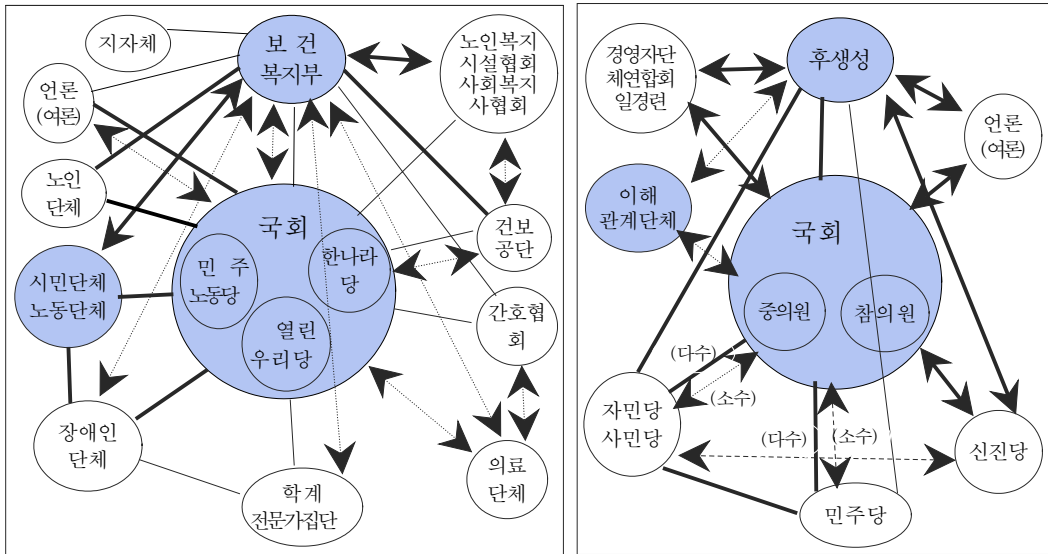 지자체
보 건
복지부
노인복지
시설협회
사회복지
사협회
언론
(여론)
노인
단체
국회
건보
공단
민 주
노동당
한나라
당
시민단체
노동단체
열린
우리당
간호협
회
장애인
단체
의료
단체
학계
전문가집단
경영자단
체연합회
일경련
후생성
언론
(여론)
이해
관계단체
국회
중의원
참의원
(다수)
(소수)
자민당
사민당
(다수)
(소수)
신진당
민주당